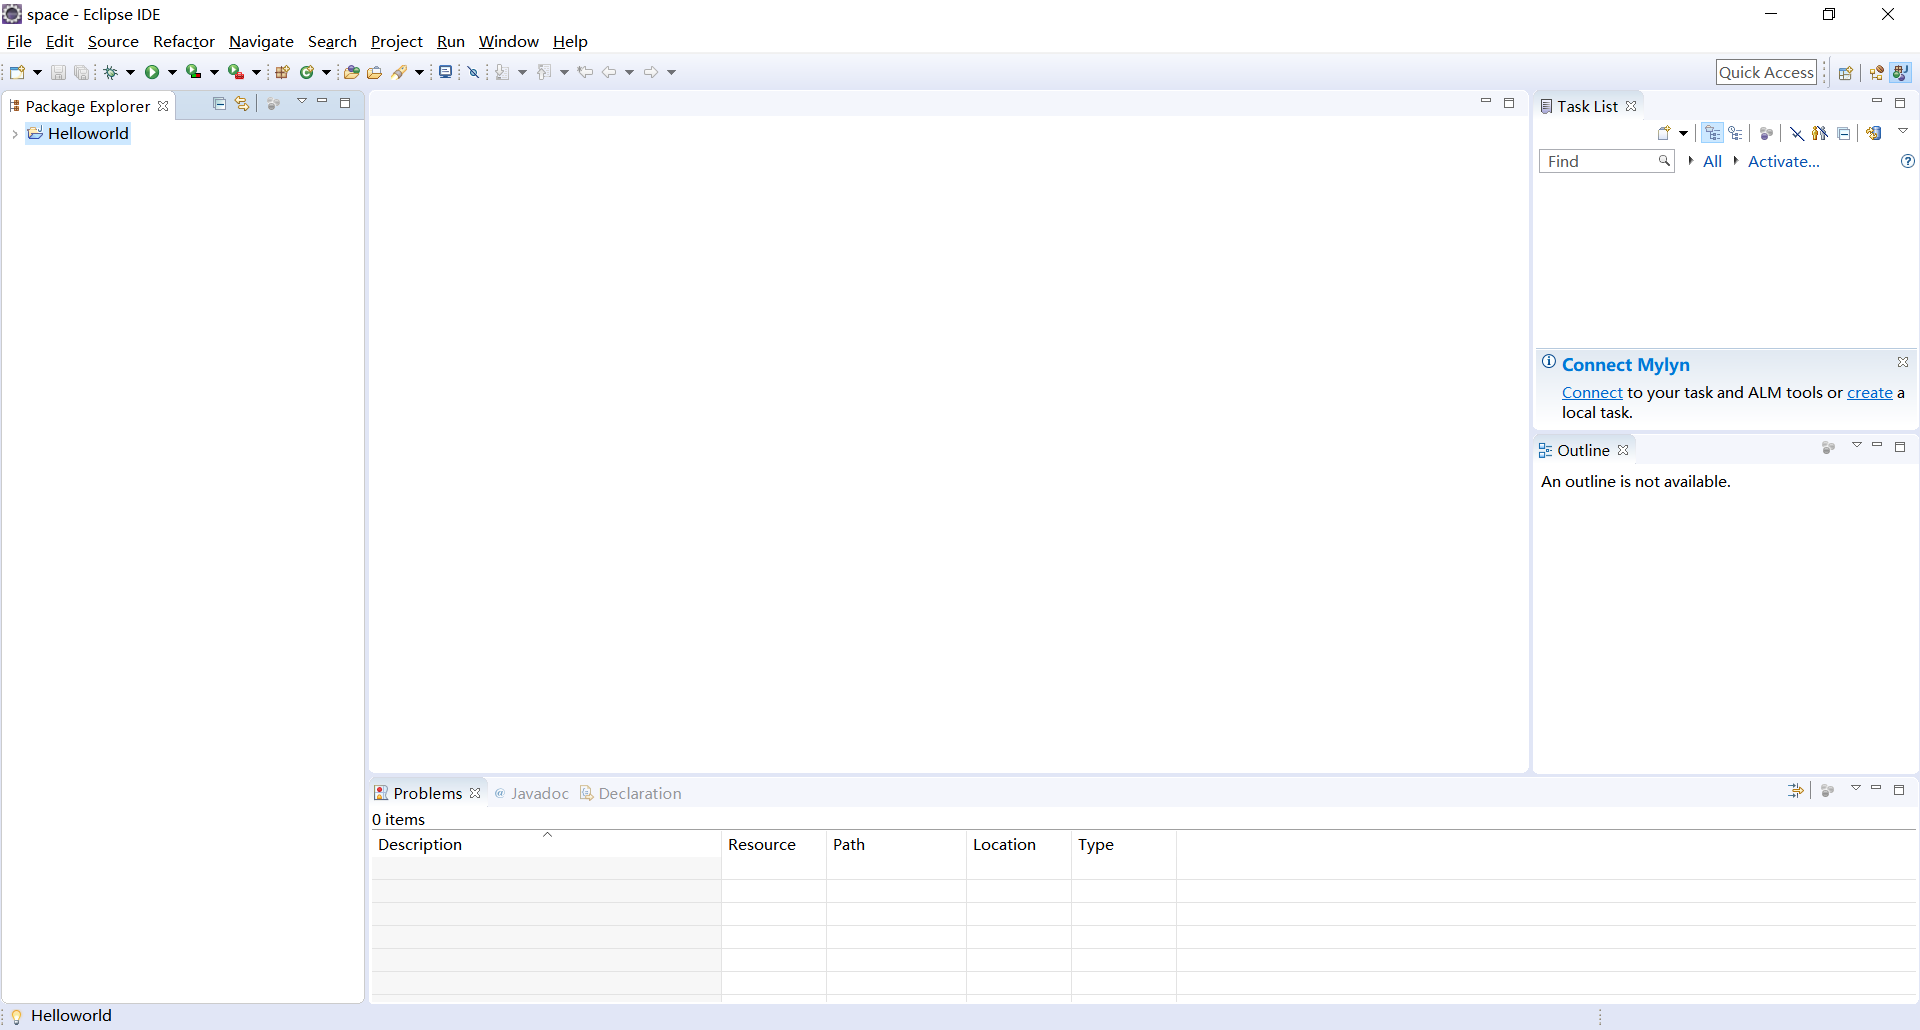 space - Eclipse IDE
File Edit Source Refactor Navigate Search Project Run Window Help
Quick Access
Package Explorer
Helloworld
Task List
Find All Activate...
Connect Mylyn
Connect to your task and ALM tools or create a
local task.
Outline
An outline is not available.
Problems @ Javadoc Declaration
0 items
Description Resource Path Location Type
Helloworld